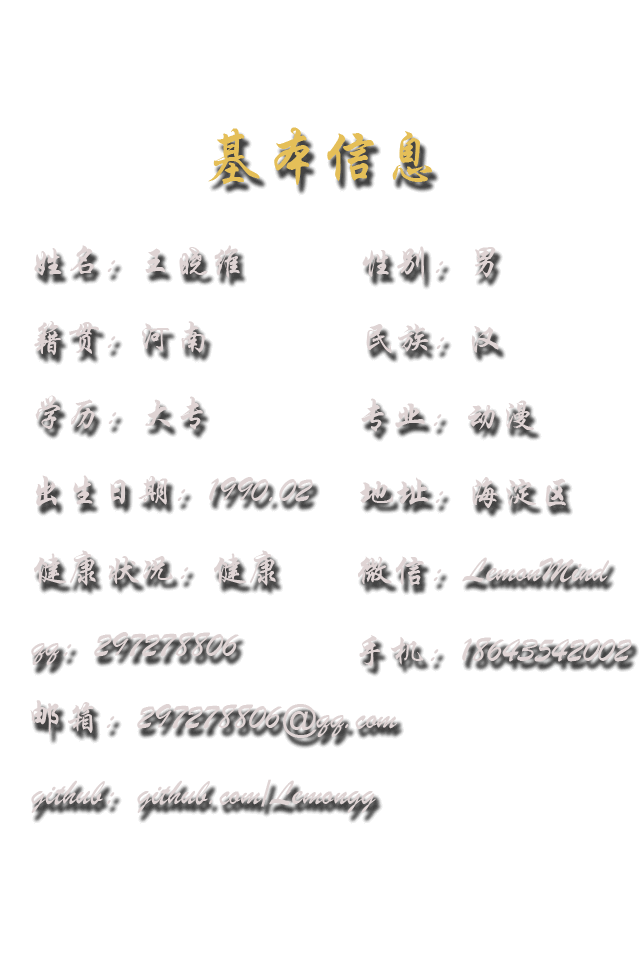 基本信息
姓名：王晓雅 性别：男
籍贯：河南 民族：汉
学历：大专 专业：动漫
出生日期：1990.02 地址：海淀区
健康状况：健康 微信：LemonMind
qq：297278806 手机：18643542002
邮箱：297278806@qq.com
github：github.com/Lemonqq